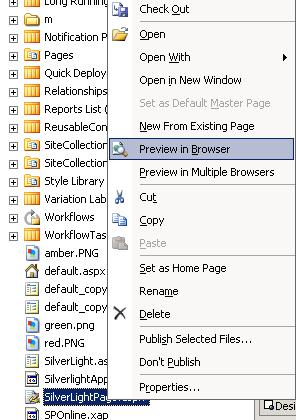 Long Running
m
Notification P
Pages
Quick Deploy
Relationships
Reports List (
ReusableCon
SiteCollection
SiteCollection
Style Library
Variation Lab
Workflows
WorkflowTas
amber.PNG
default.aspx
default_copy
default_copy
green.png
red.PNG
SilverLight.as
SilverlightApp
SilverLightPage.aspx
SPOnline.xap
Check Out
Open
Open With
Open in New Window
Set as Default Master Page
New From Existing Page
Preview in Browser
Preview in Multiple Browsers
Cut
Copy
Paste
Set as Home Page
Rename
Delete
Publish Selected Files...
Don't Publish
Properties...
Desi